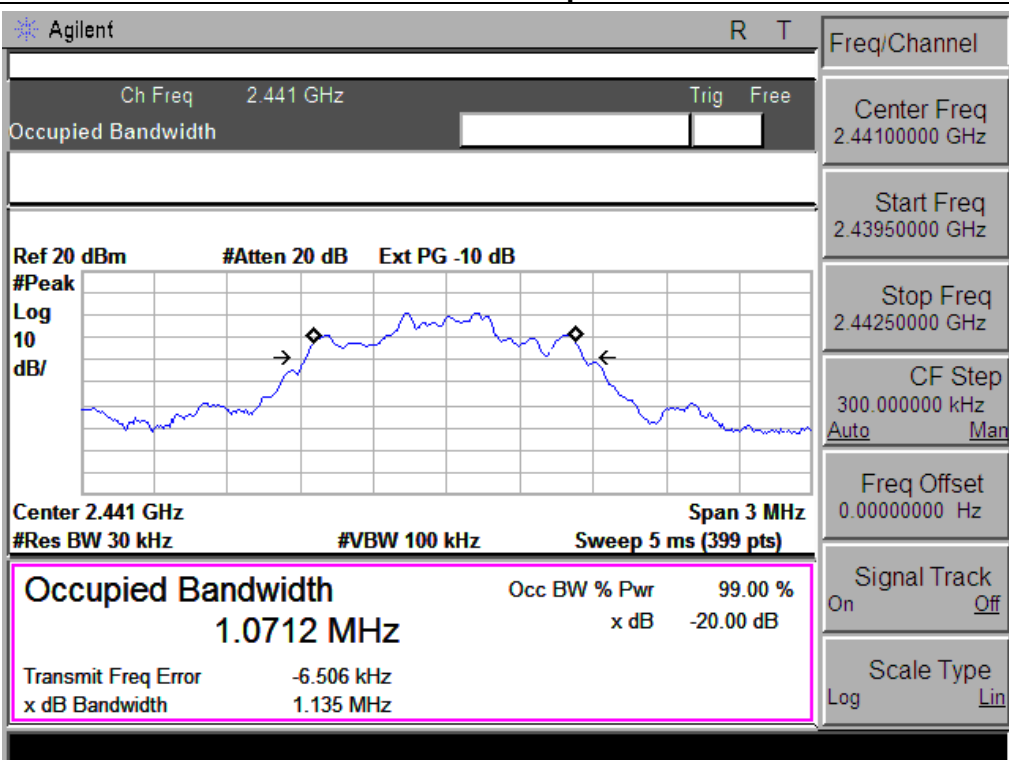 Agilent R T
Ch Freq 2.441 GHz Trig Free
Occupied Bandwidth
Ref 20 dBm #Atten 20 dB Ext PG -10 dB
#Peak
Log
10
dB/
Center 2.441 GHz Span 3 MHz
#Res BW 30 kHz #VBW 100 kHz Sweep 5 ms (399 pts)
Occupied Bandwidth Occ BW % Pwr 99.00 %
1.0712 MHz x dB -20.00 dB
Transmit Freq Error -6.506 kHz
x dB Bandwidth 1.135 MHz
Freq/Channel
Center Freq
2.44100000 GHz
Start Freq
2.43950000 GHz
Stop Freq
2.44250000 GHz
CF Step
300.000000 kHz
Auto Man
Freq Offset
0.00000000 Hz
Signal Track
On Off
Scale Type
Log Lin